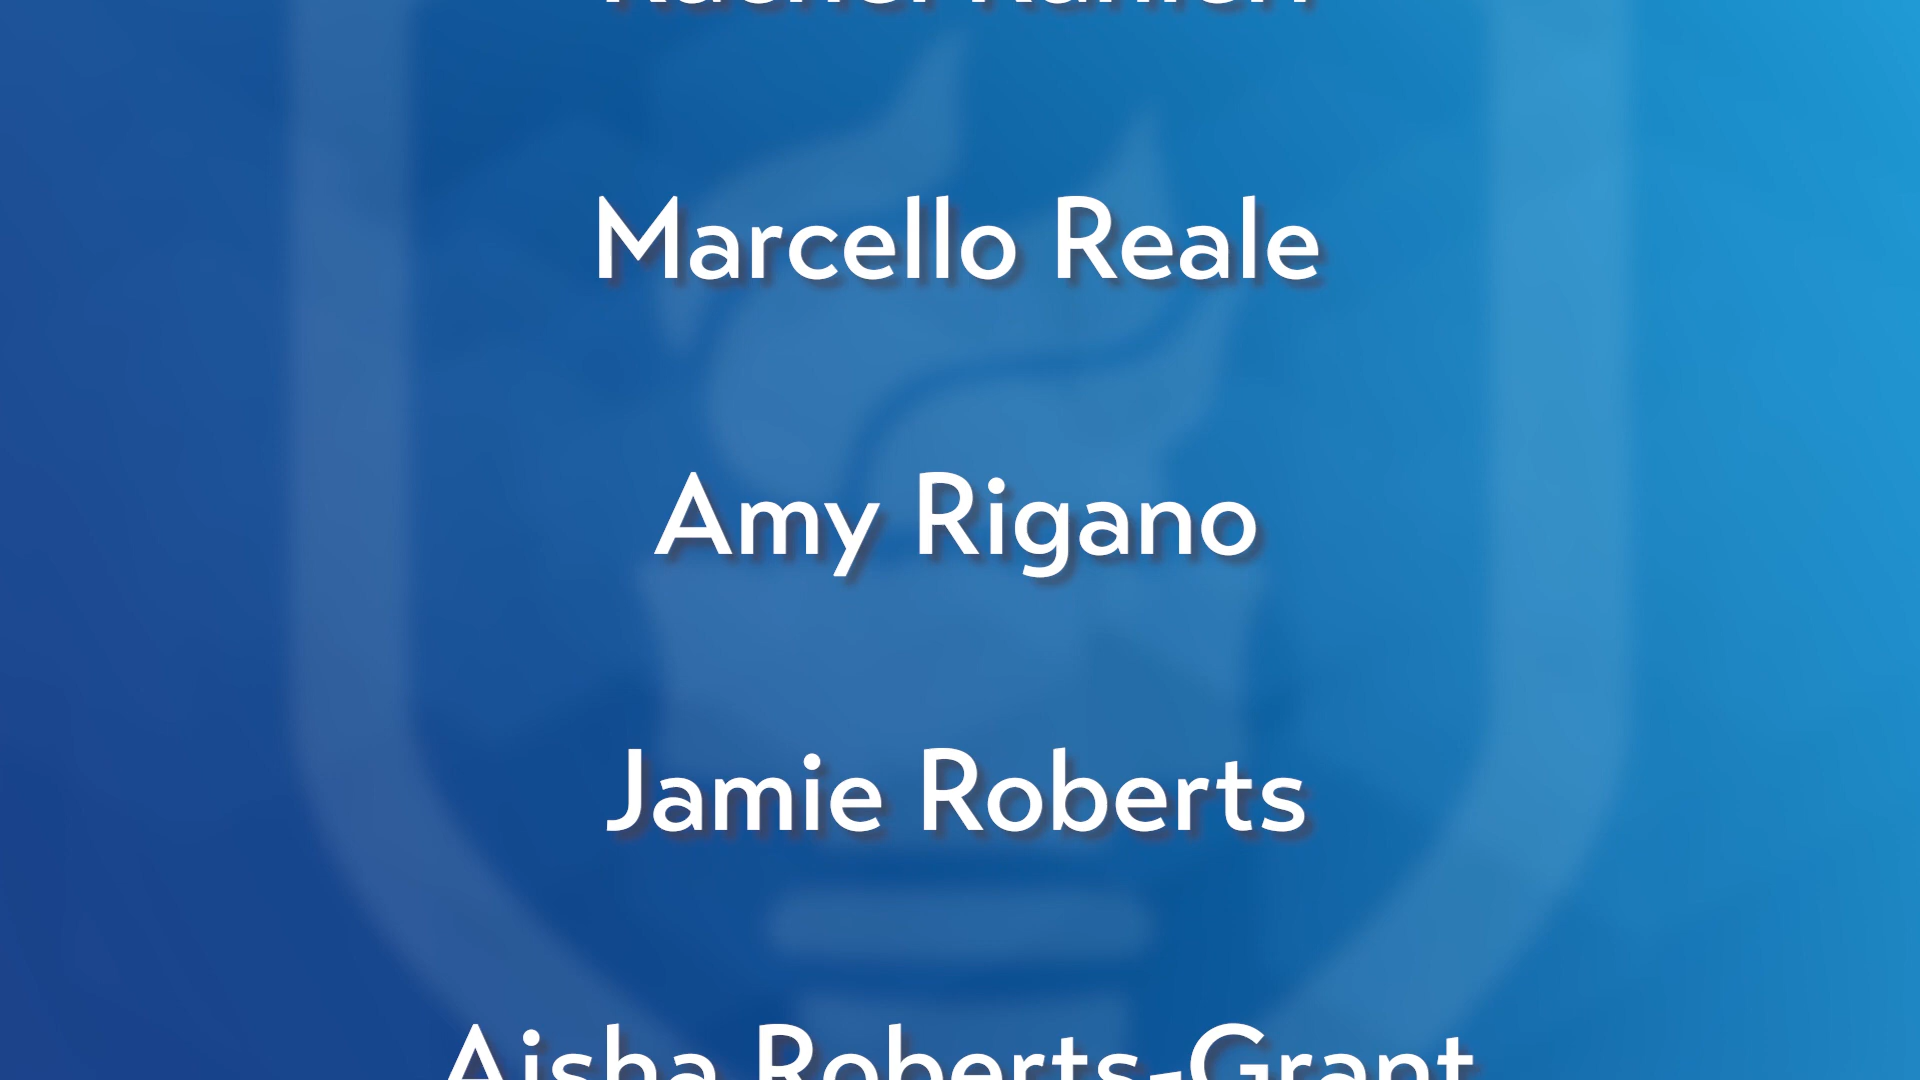 Marcello Reale
Amy Rigano
Jamie Roberts
Aisha Roberts-Grant